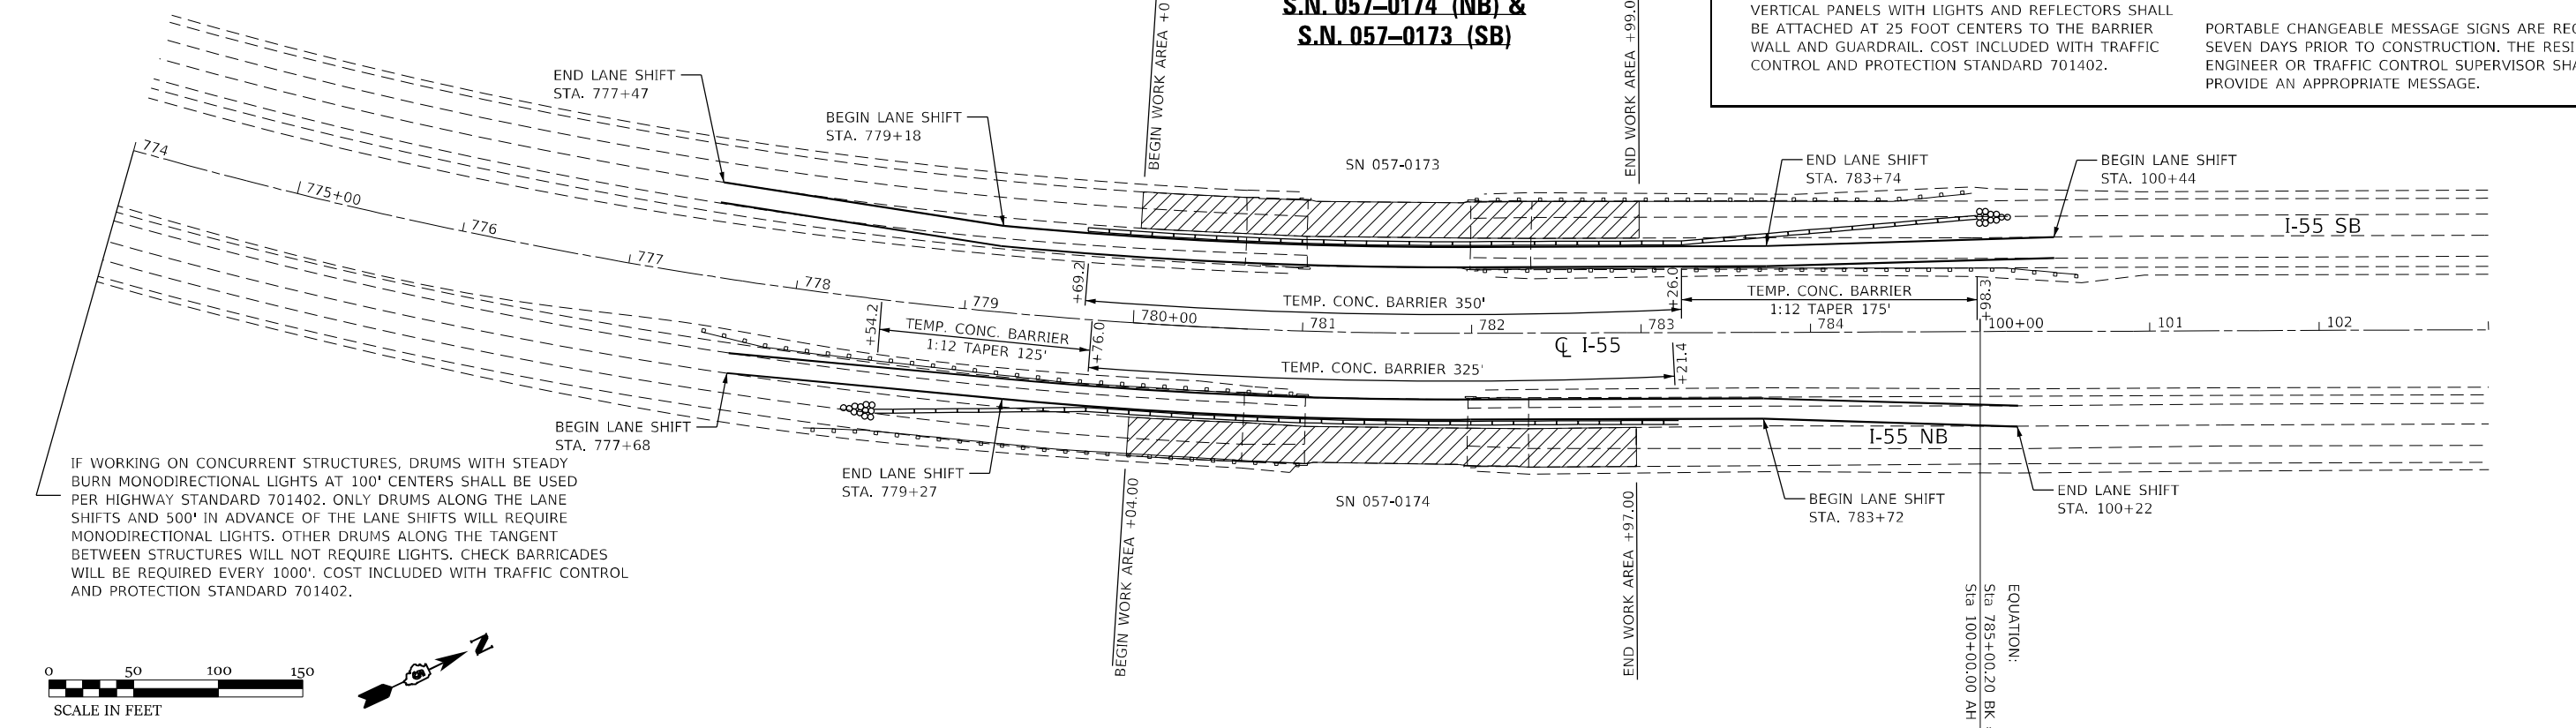 S.N. 057–0174 (NB) &
S.N. 057–0173 (SB)
VERTICAL PANELS WITH LIGHTS AND REFLECTORS SHALL
BE ATTACHED AT 25 FOOT CENTERS TO THE BARRIER
WALL AND GUARDRAIL. COST INCLUDED WITH TRAFFIC
CONTROL AND PROTECTION STANDARD 701402.
PORTABLE CHANGEABLE MESSAGE SIGNS ARE
SEVEN DAYS PRIOR TO CONSTRUCTION. THE
ENGINEER OR TRAFFIC CONTROL SUPERVISOR
PROVIDE AN APPROPRIATE MESSAGE.
BEGIN WORK AREA +0
END WORK AREA +99.0
END LANE SHIFT
STA. 777+47
BEGIN LANE SHIFT
STA. 779+18
SN 057-0173
END LANE SHIFT
STA. 783+74
BEGIN LANE SHIFT
STA. 100+44
I-55 SB
774
775+00
776
777
778
779
780+00
781
782
783
784
100+00
101
102
+69.2
TEMP. CONC. BARRIER 350'
+26.0
TEMP. CONC. BARRIER
1:12 TAPER 175'
+98.3
+54.2
TEMP. CONC. BARRIER
1:12 TAPER 125'
+76.0
TEMP. CONC. BARRIER 325'
+21.4
℄ I-55
BEGIN LANE SHIFT
STA. 777+68
END LANE SHIFT
STA. 779+27
SN 057-0174
I-55 NB
BEGIN LANE SHIFT
STA. 783+72
END LANE SHIFT
STA. 100+22
BEGIN WORK AREA +04.00
END WORK AREA +97.00
IF WORKING ON CONCURRENT STRUCTURES, DRUMS WITH STEADY
BURN MONODIRECTIONAL LIGHTS AT 100' CENTERS SHALL BE USED
PER HIGHWAY STANDARD 701402. ONLY DRUMS ALONG THE LANE
SHIFTS AND 500' IN ADVANCE OF THE LANE SHIFTS WILL REQUIRE
MONODIRECTIONAL LIGHTS. OTHER DRUMS ALONG THE TANGENT
BETWEEN STRUCTURES WILL NOT REQUIRE LIGHTS. CHECK BARRICADES
WILL BE REQUIRED EVERY 1000'. COST INCLUDED WITH TRAFFIC CONTROL
AND PROTECTION STANDARD 701402.
EQUATION:
Sta 785+00.20 BK
Sta 100+00.00 AH
0 50 100 150
SCALE IN FEET
N